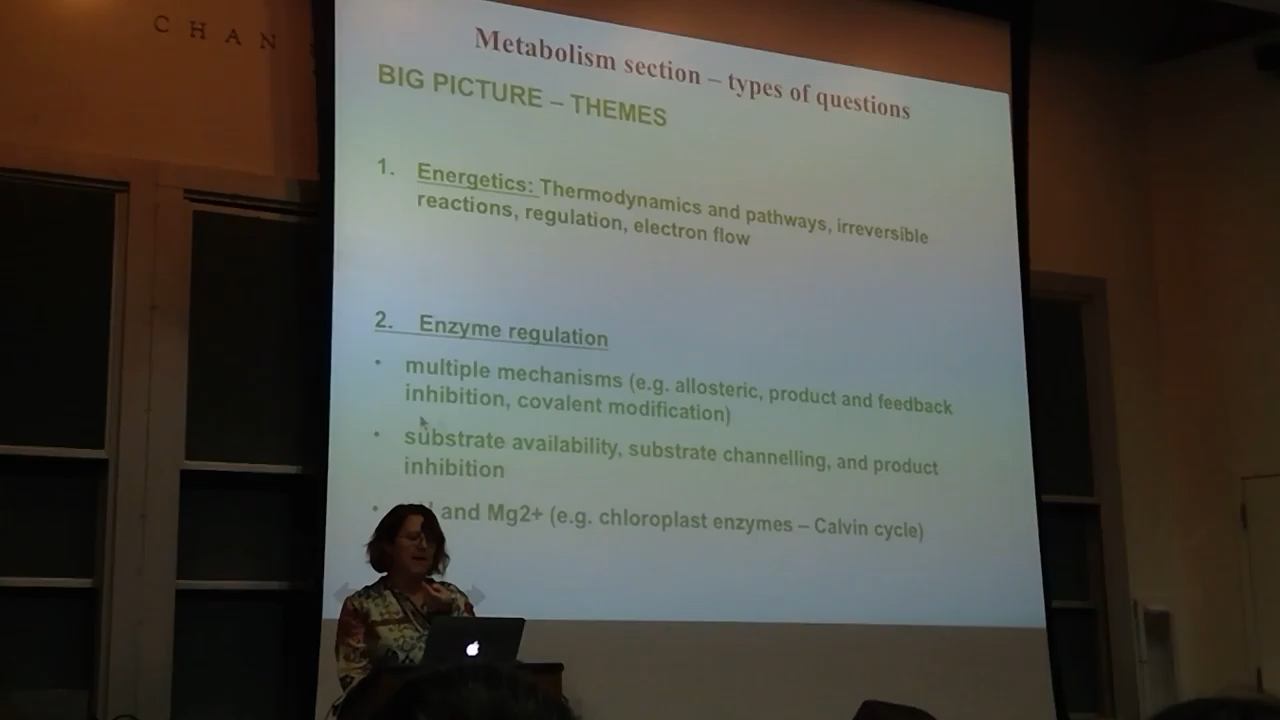 CHAN
Metabolism section – types of questions
BIG PICTURE – THEMES
1. Energetics: Thermodynamics and pathways, irreversible
reactions, regulation, electron flow
2. Enzyme regulation
• multiple mechanisms (e.g. allosteric, product and feedback
inhibition, covalent modification)
• substrate availability, substrate channelling, and product
inhibition
• and Mg2+ (e.g. chloroplast enzymes – Calvin cycle)